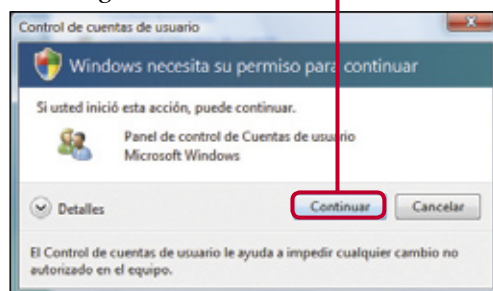 Control de cuentas de usuario
Windows necesita su permiso para continuar
Si usted inició esta acción, puede continuar.
Panel de control de Cuentas de usuario
Microsoft Windows
Detalles
Continuar
Cancelar
El Control de cuentas de usuario le ayuda a impedir cualquier cambio no
autorizado en el equipo.